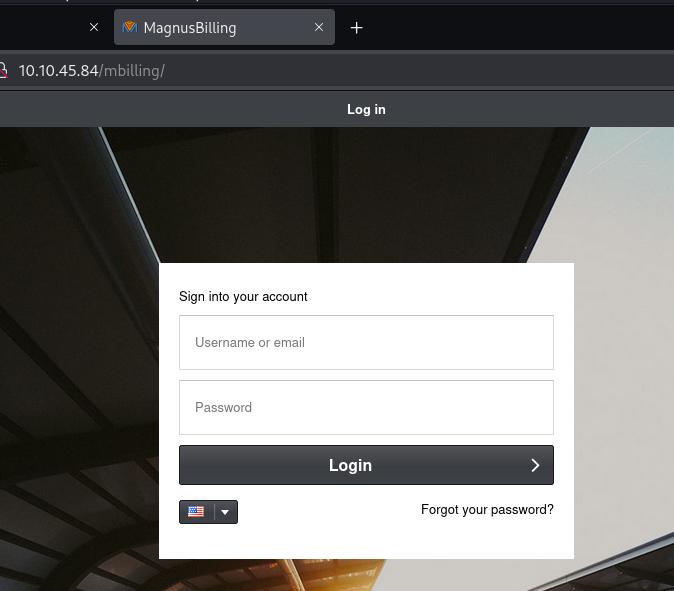 MagnusBilling
10.10.45.84/mbilling/
Log in
Sign into your account
Username or email
Password
Login
Forgot your password?